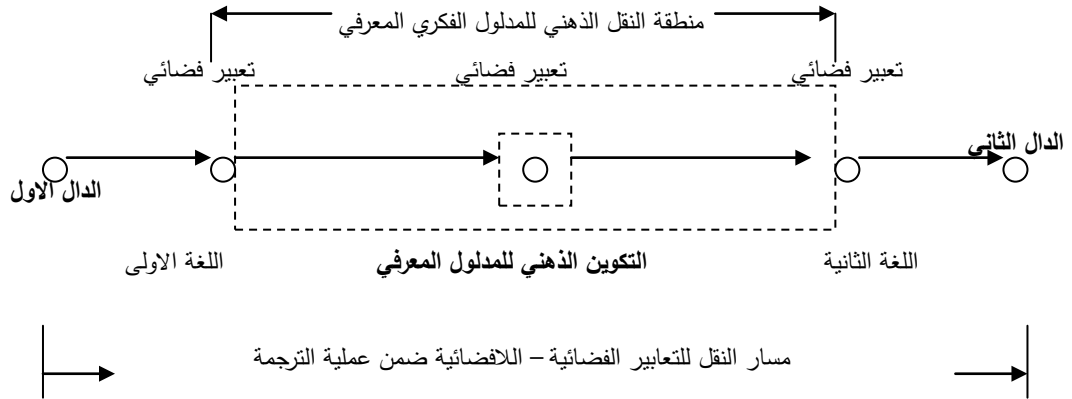 منطقة النقل الذهني للمدلول الفكري المعرفي
تعبير فضائي
تعبير فضائي
تعبير فضائي
الدال الثاني
الدال الاول
اللغة الاولى
التكوين الذهني للمدلول المعرفي
اللغة الثانية
مسار النقل للتعابير الفضائية – اللافضائية ضمن عملية الترجمة